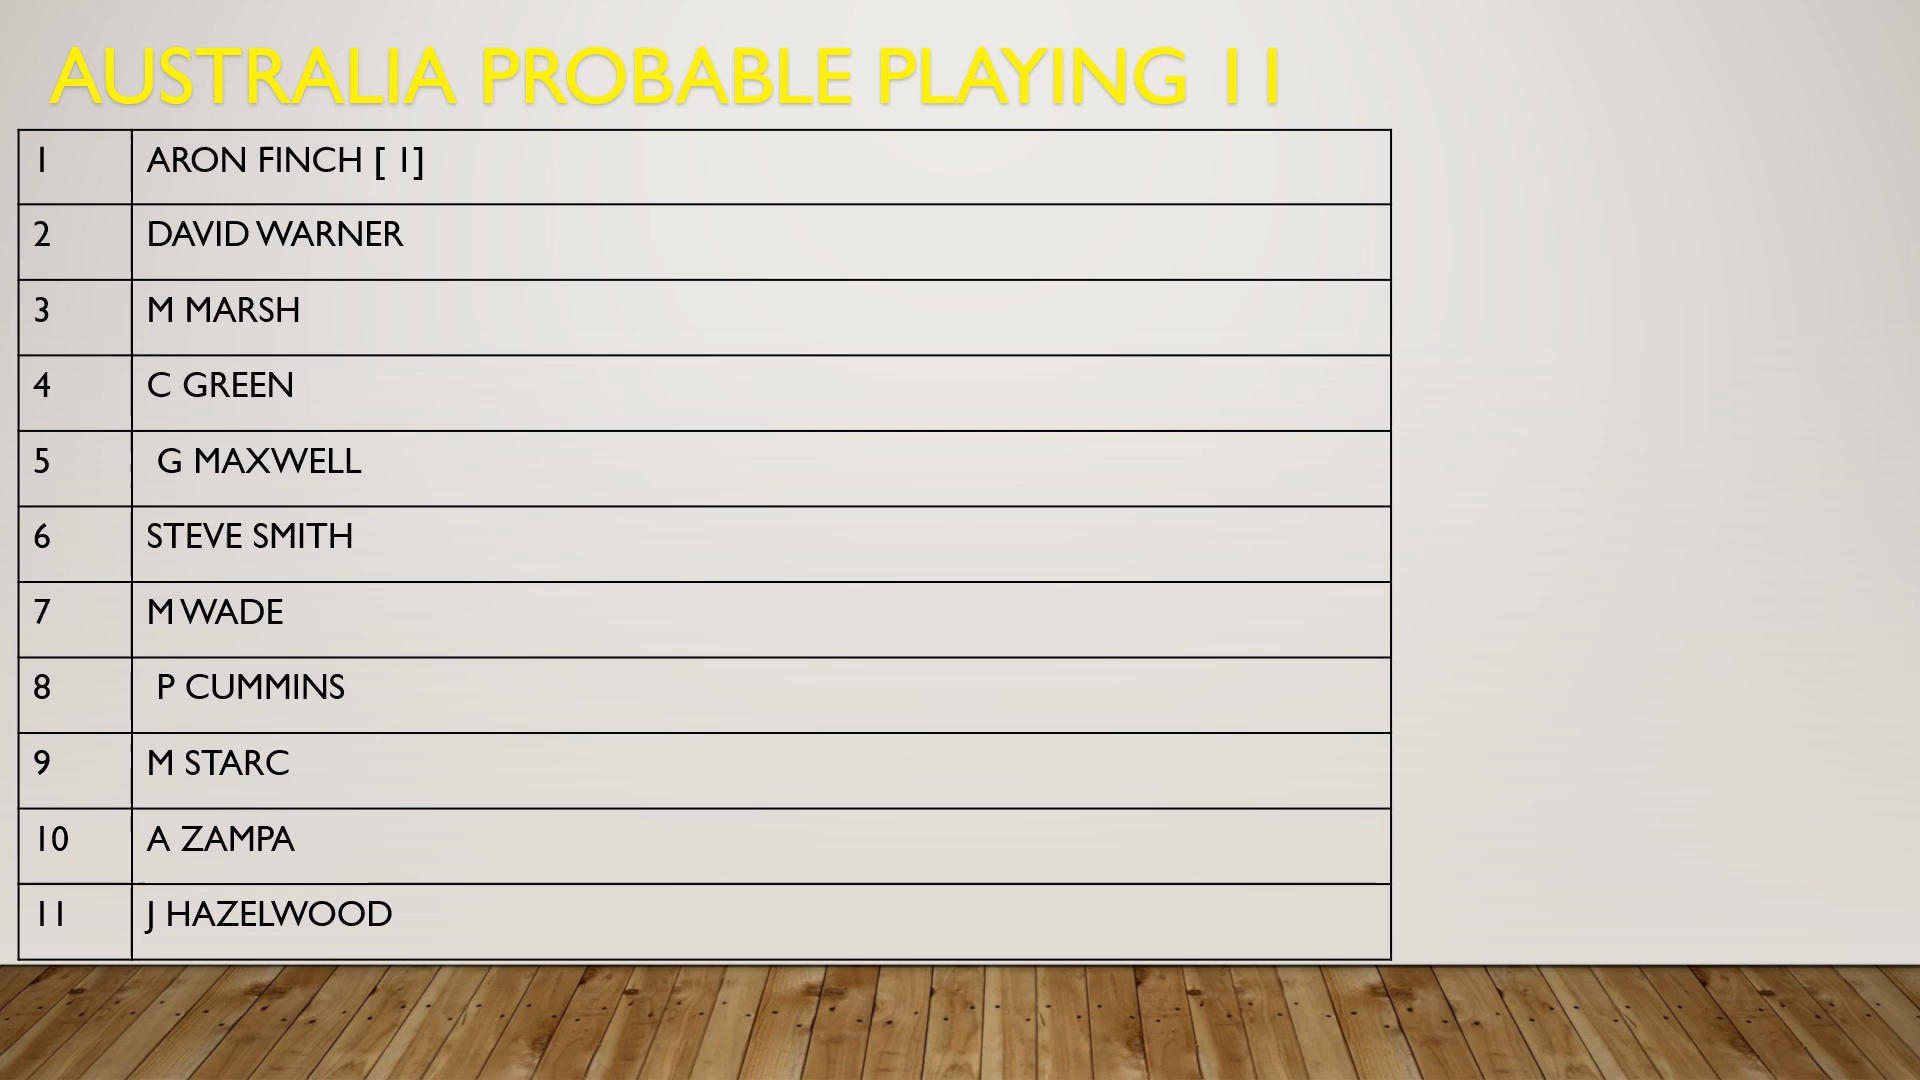 AUSTRALIA PROBABLE PLAYING 11
1 ARON FINCH [ 1]
2 DAVID WARNER
3 M MARSH
4 C GREEN
5 G MAXWELL
6 STEVE SMITH
7 M WADE
8 P CUMMINS
9 M STARC
10 A ZAMPA
11 J HAZELWOOD